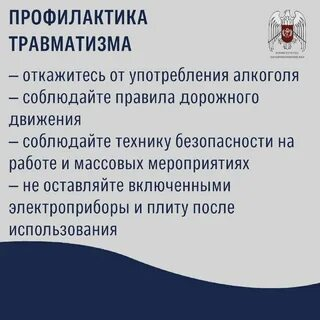 ПРОФИЛАКТИКА
ТРАВМАТИЗМА
– откажитесь от употребления алкоголя
– соблюдайте правила дорожного
движения
– соблюдайте технику безопасности на
работе и массовых мероприятиях
– не оставляйте включенными
электроприборы и плиту после
использования